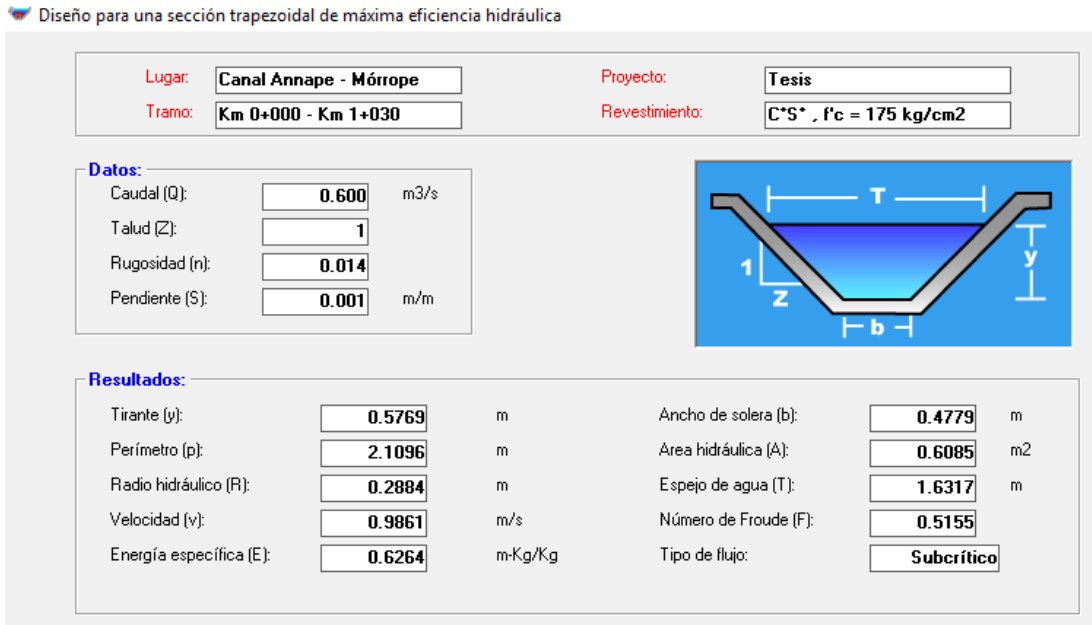 Diseño para una sección trapezoidal de máxima eficiencia hidráulica
Lugar: Canal Annape - Mórrope Proyecto: Tesis
Tramo: Km 0+000 - Km 1+030 Revestimiento: C*S* , f'c = 175 kg/cm2
Datos:
Caudal (Q): 0.600 m3/s
Talud (Z): 1
Rugosidad (n): 0.014
Pendiente (S): 0.001 m/m
T
y
1
Z
b
Resultados:
Tirante (y): 0.5769 m Ancho de solera (b): 0.4779 m
Perímetro (p): 2.1096 m Area hidráulica (A): 0.6085 m2
Radio hidráulico (R): 0.2884 m Espejo de agua (T): 1.6317 m
Velocidad (v): 0.9861 m/s Número de Froude (F): 0.5155
Energía específica (E): 0.6264 m-Kg/Kg Tipo de flujo: Subcrítico